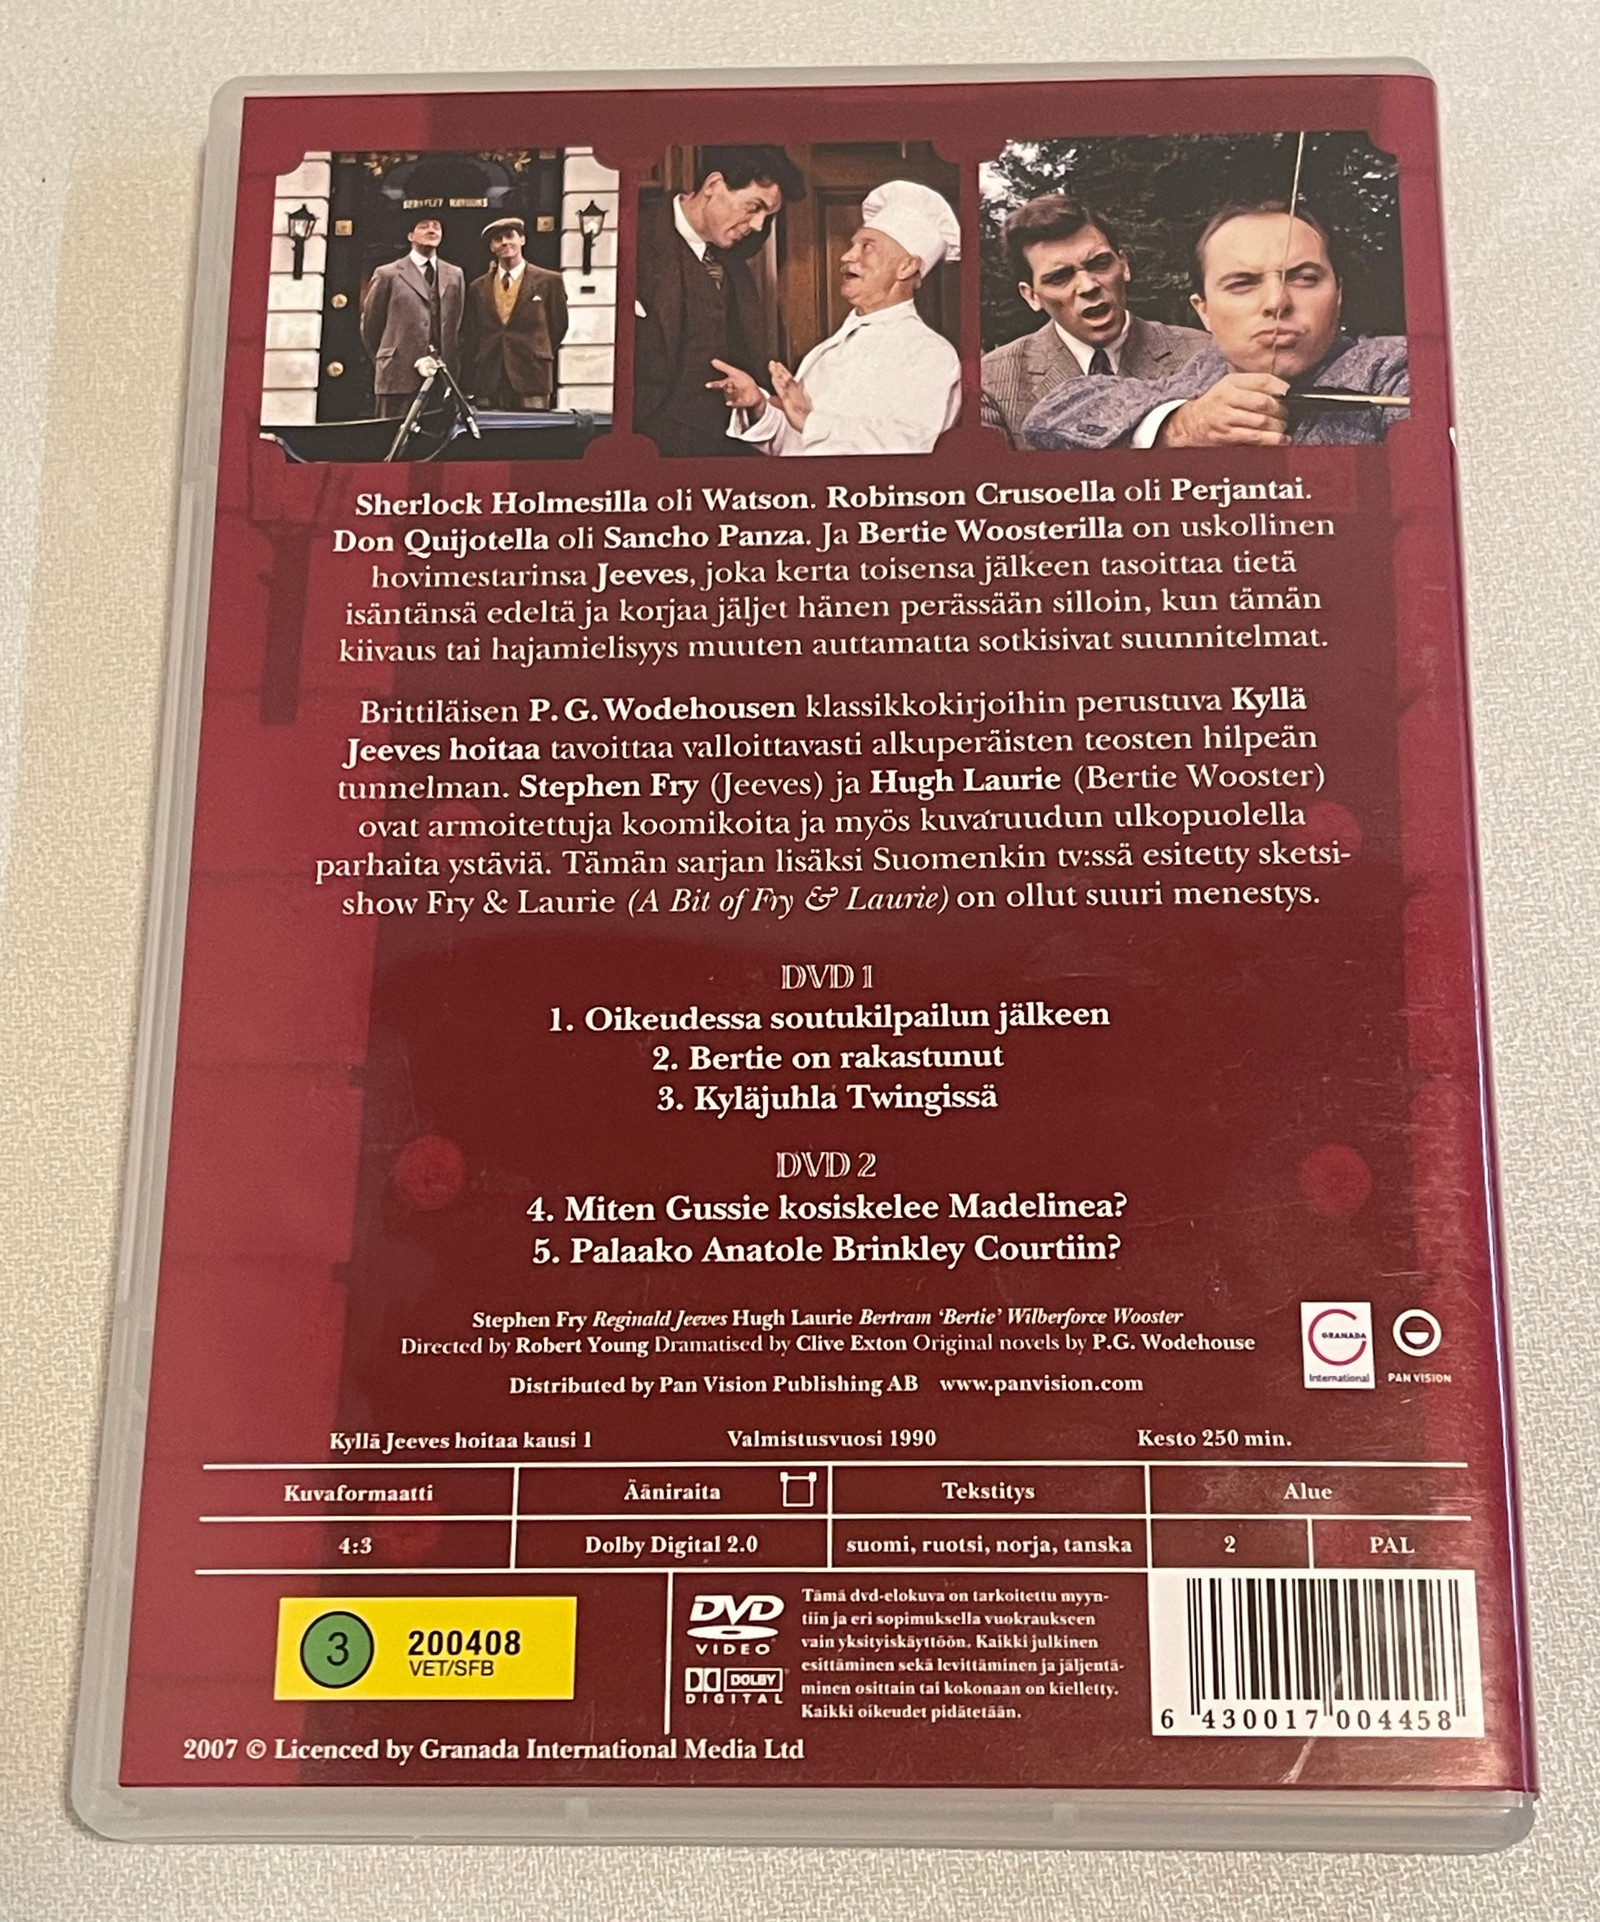 BERKELEY MANSIONS
Sherlock Holmesilla oli Watson. Robinson Crusoella oli Perjantai.
Don Quijotella oli Sancho Panza. Ja Bertie Woosterilla on uskollinen
hovimestarinsa Jeeves, joka kerta toisensa jälkeen tasoittaa tietä
isäntänsä edeltä ja korjaa jäljet hänen perässään silloin, kun tämän
kiivaus tai hajamielisyys muuten auttamatta sotkisivat suunnitelmat.
Brittiläisen P. G. Wodehousen klassikkokirjoihin perustuva Kyllä
Jeeves hoitaa tavoittaa valloittavasti alkuperäisten teosten hilpeän
tunnelman. Stephen Fry (Jeeves) ja Hugh Laurie (Bertie Wooster)
ovat armoitettuja koomikoita ja myös kuvaruudun ulkopuolella
parhaita ystäviä. Tämän sarjan lisäksi Suomenkin tv:ssä esitetty sketsi-
show Fry & Laurie (A Bit of Fry & Laurie) on ollut suuri menestys.
DVD 1
1. Oikeudessa soutukilpailun jälkeen
2. Bertie on rakastunut
3. Kyläjuhla Twingissä
DVD 2
4. Miten Gussie kosiskelee Madelinea?
5. Palaako Anatole Brinkley Courtiin?
Stephen Fry Reginald Jeeves Hugh Laurie Bertram 'Bertie' Wilberforce Wooster
Directed by Robert Young Dramatised by Clive Exton Original novels by P.G. Wodehouse
Distributed by Pan Vision Publishing AB www.panvision.com
GRANADA
International
PAN VISION
Kyllä Jeeves hoitaa kausi 1 Valmistusvuosi 1990 Kesto 250 min.
Kuvaformaatti Ääniraita Tekstitys Alue
4:3 Dolby Digital 2.0 suomi, ruotsi, norja, tanska 2 PAL
3 200408
VET/SFB
DVD
VIDEO
DOLBY
DIGITAL
Tämä dvd-elokuva on tarkoitettu myyn-
tiin ja eri sopimuksella vuokraukseen
vain yksityiskäyttöön. Kaikki julkinen
esittäminen sekä levittäminen ja jäljentä-
minen osittain tai kokonaan on kielletty.
Kaikki oikeudet pidätetään.
6 430017 004458
2007 © Licenced by Granada International Media Ltd